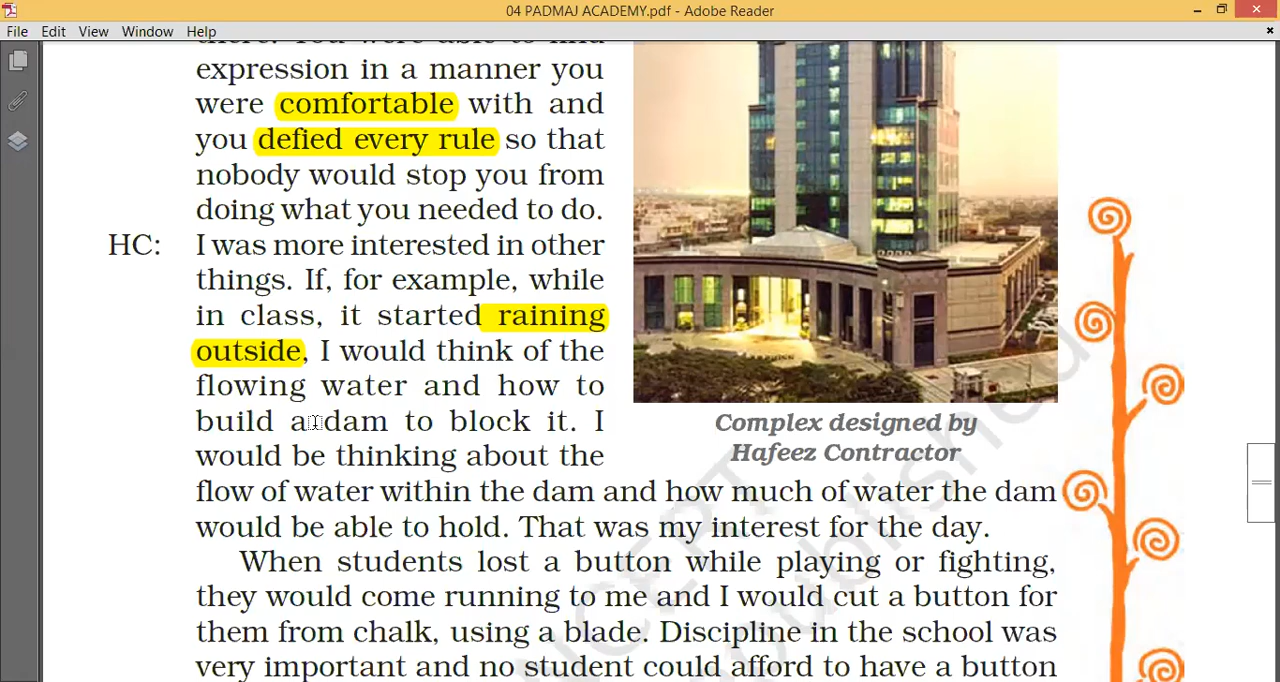 04 PADMAJ ACADEMY.pdf - Adobe Reader
File Edit View Window Help
expression in a manner you
were comfortable with and
you defied every rule so that
nobody would stop you from
doing what you needed to do.
HC: I was more interested in other
things. If, for example, while
in class, it started raining
outside, I would think of the
flowing water and how to
build a dam to block it. I
would be thinking about the
flow of water within the dam and how much of water the dam
would be able to hold. That was my interest for the day.
When students lost a button while playing or fighting,
they would come running to me and I would cut a button for
them from chalk, using a blade. Discipline in the school was
very important and no student could afford to have a button
Complex designed by
Hafeez Contractor